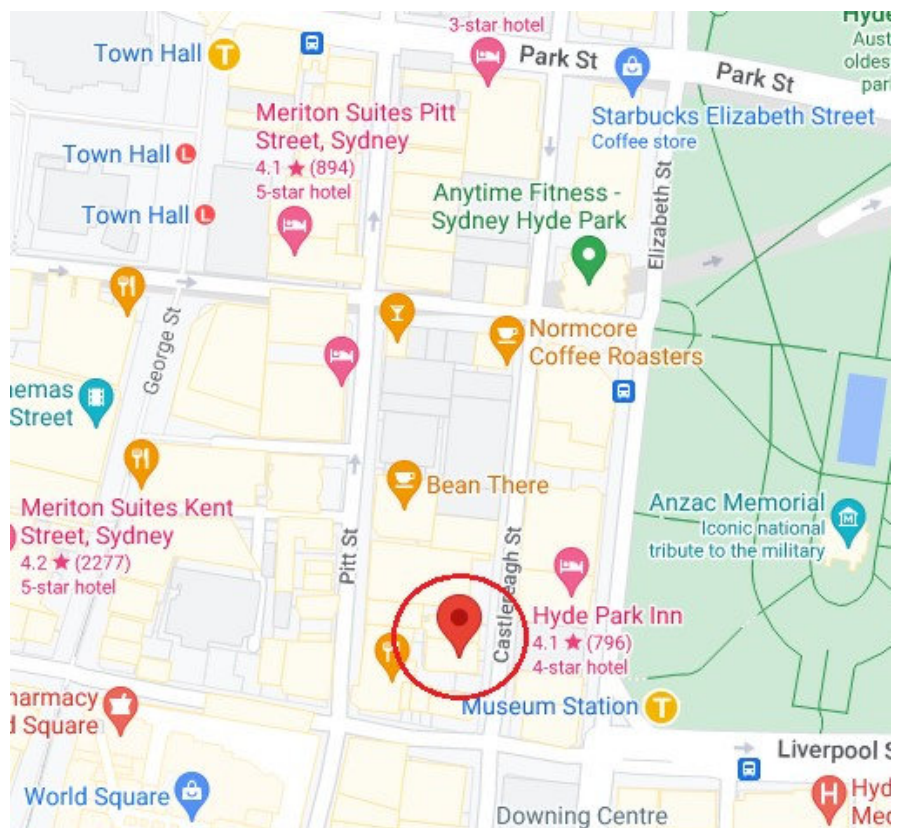 3-star hotel
Hyde
Aust
oldes
par
Town Hall
T
Park St
Park St
Meriton Suites Pitt
Street, Sydney
4.1 ★ (894)
5-star hotel
Starbucks Elizabeth Street
Coffee store
Town Hall L
Town Hall L
Anytime Fitness -
Sydney Hyde Park
Elizabeth St
George St
Normcore
Coffee Roasters
nemas
Street
Bean There
Meriton Suites Kent
Street, Sydney
4.2 ★ (2277)
5-star hotel
Anzac Memorial
Iconic national
tribute to the military
M
Pitt St
Castlereagh St
Hyde Park Inn
4.1 ★ (796)
4-star hotel
Museum Station
T
harmacy
d Square
Liverpool S
World Square
Downing Centre
H
Hyd
Mec